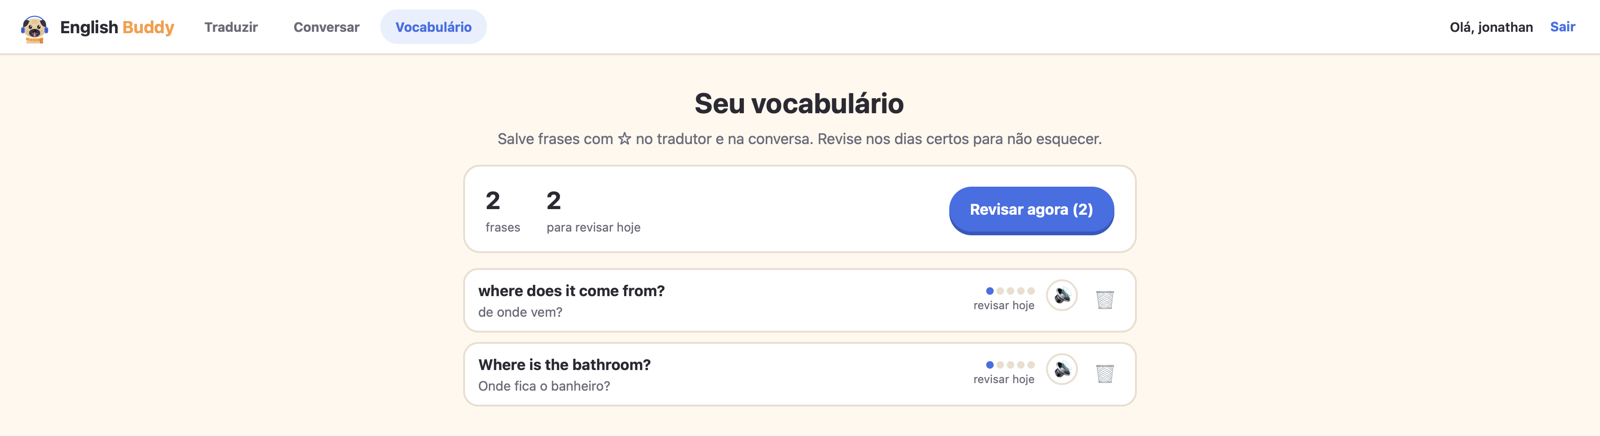 English Buddy Traduzir Conversar Vocabulário Olá, jonathan Sair
Seu vocabulário
Salve frases com ☆ no tradutor e na conversa. Revise nos dias certos para não esquecer.
2 2
frases para revisar hoje
Revisar agora (2)
where does it come from?
de onde vem?
revisar hoje
Where is the bathroom?
Onde fica o banheiro?
revisar hoje